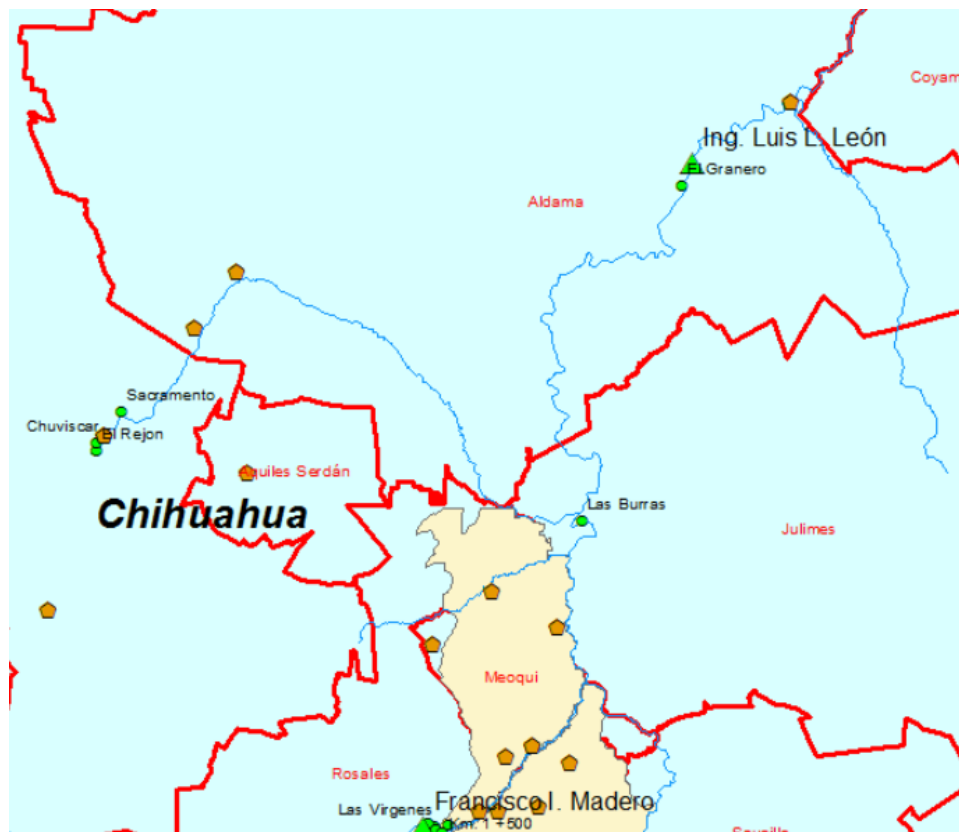 Coyam
Ing. Luis L. León
El Granero
Aldama
Sacramento
Chuviscar
El Rejon
Aquiles Serdán
Chihuahua
Las Burras
Julimes
Meoqui
Rosales
Francisco I. Madero
Las Virgenes
Km. 1 +500